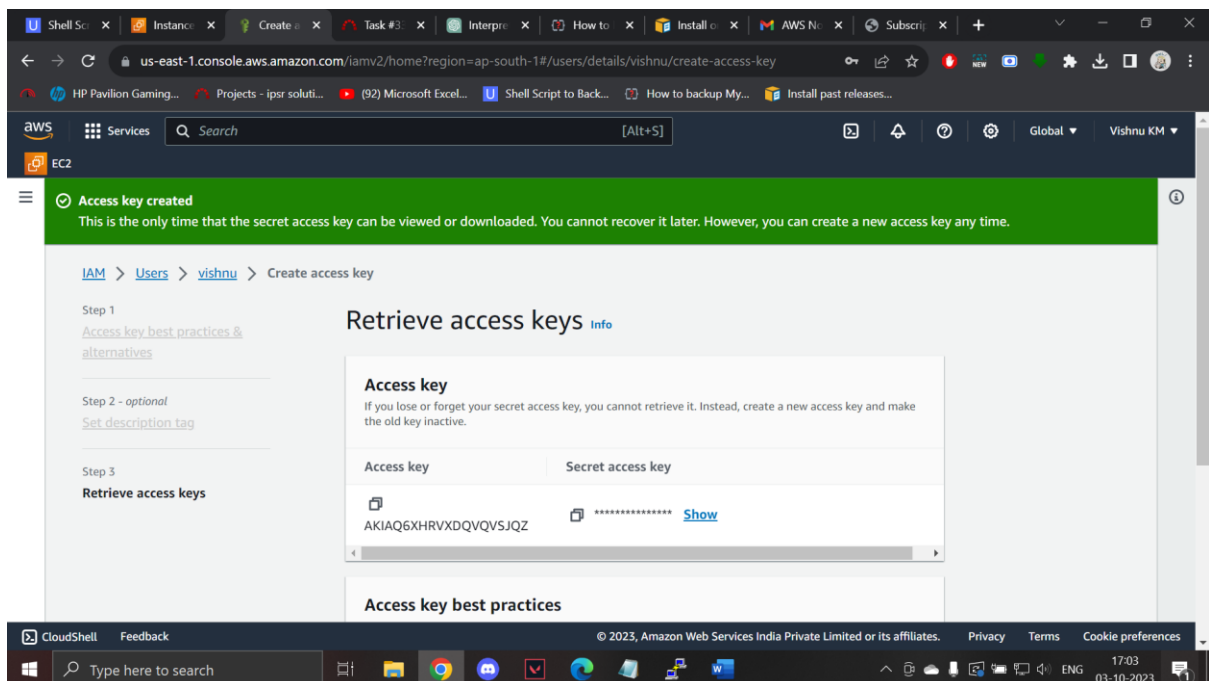 Shell Scr
Instance
Create a
Task #3:
Interpre
How to
Install o
AWS No
Subscrip
us-east-1.console.aws.amazon.com/iamv2/home?region=ap-south-1#/users/details/vishnu/create-access-key
NEW
HP Pavilion Gaming...
Projects - ipsr soluti...
(92) Microsoft Excel...
Shell Script to Back...
How to backup My...
Install past releases...
aws
Services
Search
[Alt+S]
Global
Vishnu KM
EC2
Access key created
This is the only time that the secret access key can be viewed or downloaded. You cannot recover it later. However, you can create a new access key any time.
IAM > Users > vishnu > Create access key
Step 1
Access key best practices &
alternatives
Step 2 - optional
Set description tag
Step 3
Retrieve access keys
Retrieve access keys Info
Access key
If you lose or forget your secret access key, you cannot retrieve it. Instead, create a new access key and make
the old key inactive.
Access key
Secret access key
AKIAQ6XHRVXDQVQVSJQZ
*************** Show
Access key best practices
CloudShell
Feedback
© 2023, Amazon Web Services India Private Limited or its affiliates.
Privacy
Terms
Cookie preferences
Type here to search
ENG
17:03
03-10-2023
1